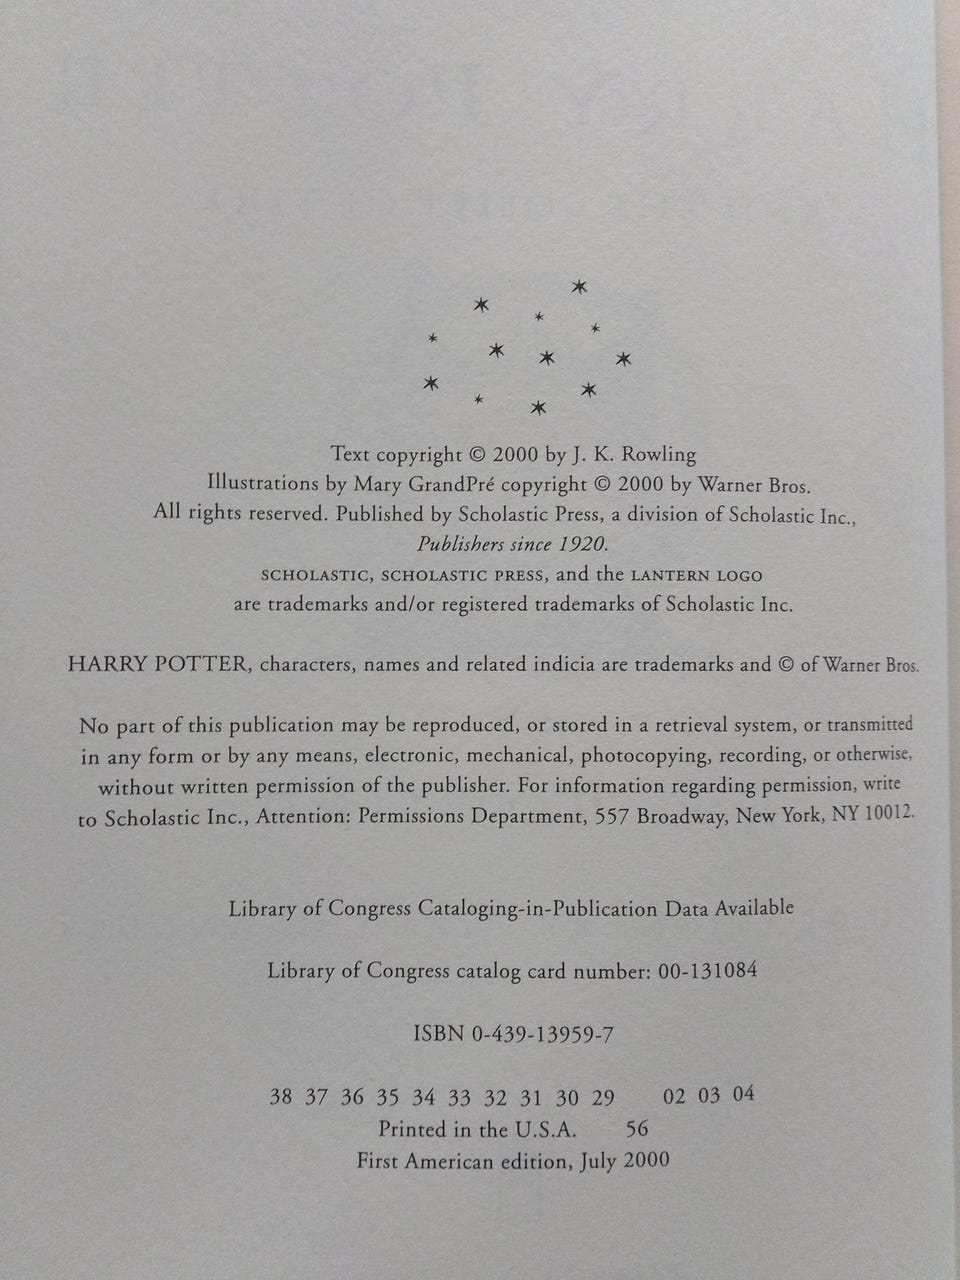 Text copyright © 2000 by J. K. Rowling
Illustrations by Mary GrandPré copyright © 2000 by Warner Bros.
All rights reserved. Published by Scholastic Press, a division of Scholastic Inc.,
Publishers since 1920.
SCHOLASTIC, SCHOLASTIC PRESS, and the LANTERN LOGO
are trademarks and/or registered trademarks of Scholastic Inc.
HARRY POTTER, characters, names and related indicia are trademarks and © of Warner Bros.
No part of this publication may be reproduced, or stored in a retrieval system, or transmitted
in any form or by any means, electronic, mechanical, photocopying, recording, or otherwise,
without written permission of the publisher. For information regarding permission, write
to Scholastic Inc., Attention: Permissions Department, 557 Broadway, New York, NY 10012.
Library of Congress Cataloging-in-Publication Data Available
Library of Congress catalog card number: 00-131084
ISBN 0-439-13959-7
38 37 36 35 34 33 32 31 30 29 02 03 04
Printed in the U.S.A. 56
First American edition, July 2000